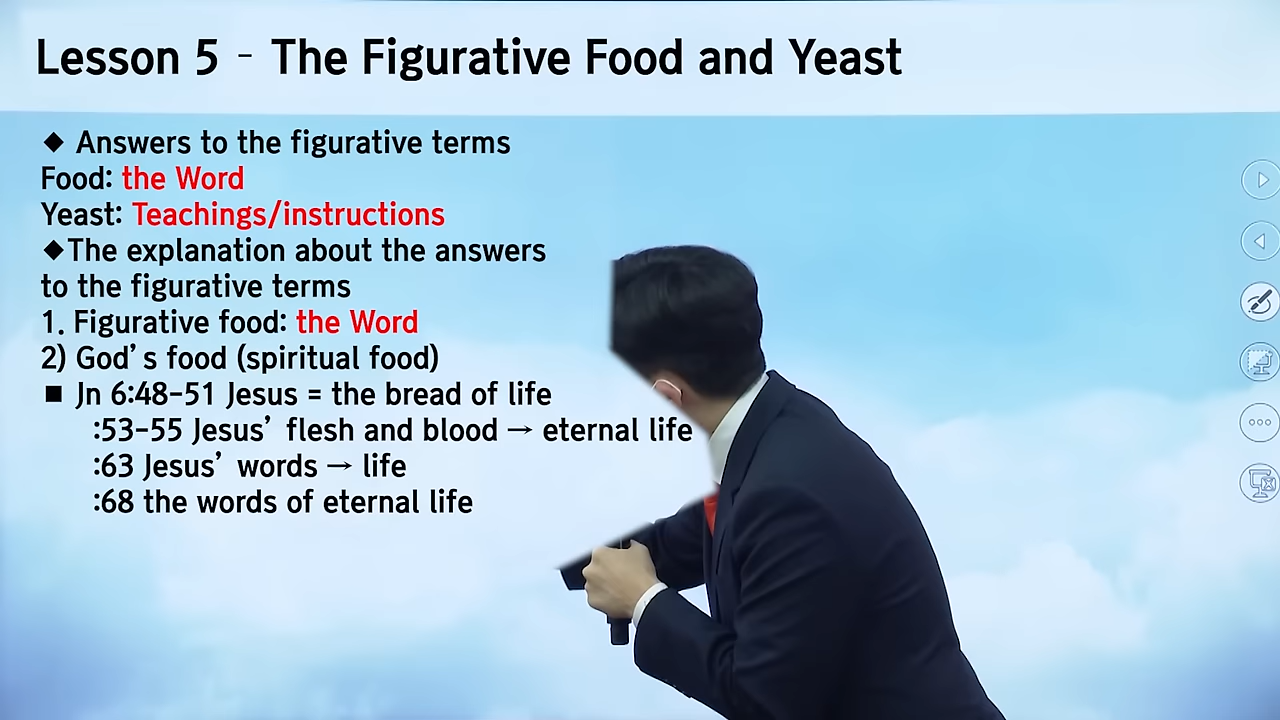 Lesson 5 - The Figurative Food and Yeast
◆ Answers to the figurative terms
Food: the Word
Yeast: Teachings/instructions
◆The explanation about the answers
to the figurative terms
1. Figurative food: the Word
2) God’s food (spiritual food)
■ Jn 6:48-51 Jesus = the bread of life
:53-55 Jesus’ flesh and blood → eternal life
:63 Jesus’ words → life
:68 the words of eternal life